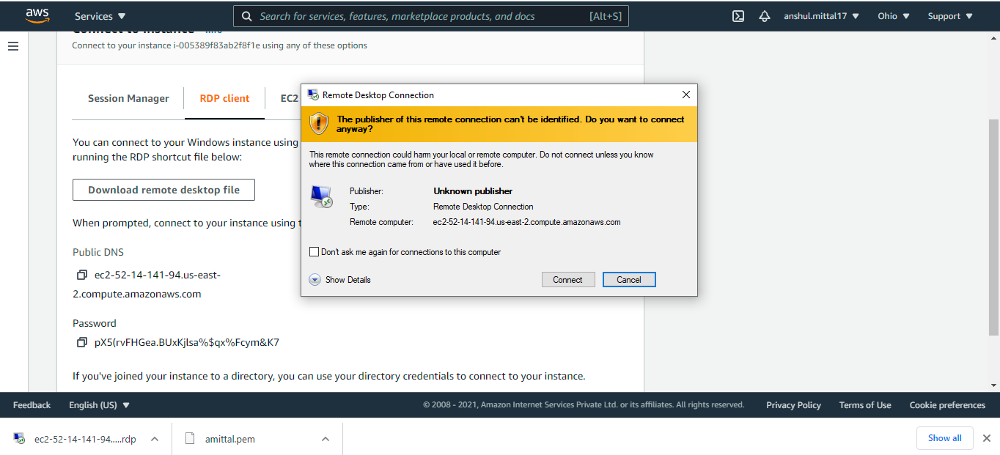 aws
Services
Search for services, features, marketplace products, and docs [Alt+S]
anshul.mittal17
Ohio
Support
Connect to instance Info
Connect to your instance i-005389f83ab2f8f1e using any of these options
Session Manager
RDP client
EC2
You can connect to your Windows instance using
running the RDP shortcut file below:
Download remote desktop file
When prompted, connect to your instance using
Public DNS
ec2-52-14-141-94.us-east-
2.compute.amazonaws.com
Password
pX5(rvFHGea.BUxKjlsa%$qx%Fcym&K7
If you've joined your instance to a directory, you can use your directory credentials to connect to your instance.
Remote Desktop Connection
The publisher of this remote connection can't be identified. Do you want to connect
anyway?
This remote connection could harm your local or remote computer. Do not connect unless you know
where this connection came from or have used it before.
Publisher: Unknown publisher
Type: Remote Desktop Connection
Remote computer: ec2-52-14-141-94.us-east-2.compute.amazonaws.com
Don't ask me again for connections to this computer
Show Details
Connect
Cancel
Feedback
English (US)
© 2008 - 2021, Amazon Internet Services Private Ltd. or its affiliates. All rights reserved.
Privacy Policy
Terms of Use
Cookie preferences
ec2-52-14-141-94.....rdp
amittal.pem
Show all